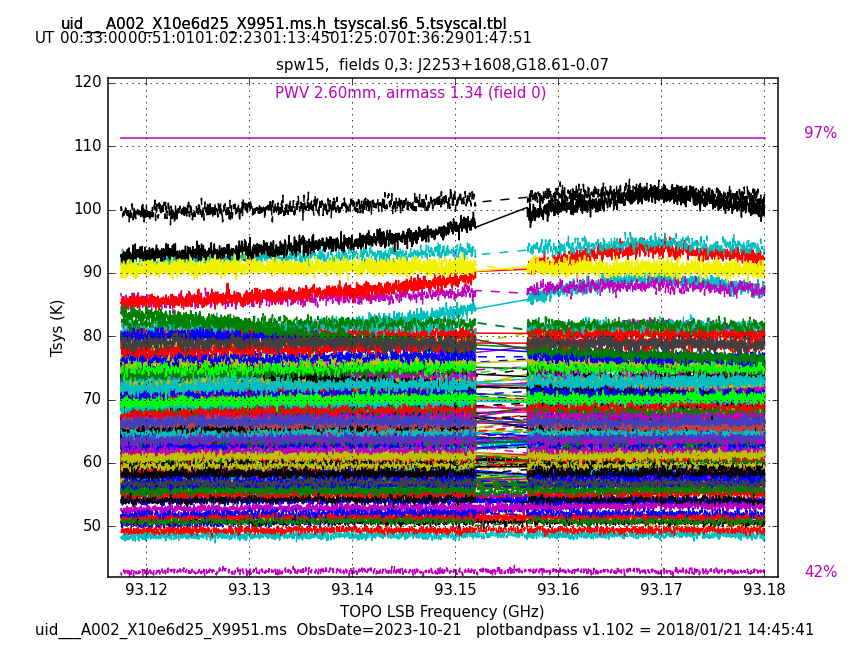 uid___A002_X10e6d25_X9951.ms.h_tsyscal.s6_5.tsyscal.tbl
UT 00:33:0000:51:0101:02:2301:13:4501:25:0701:36:2901:47:51
spw15,  fields 0,3: J2253+1608,G18.61-0.07
PWV 2.60mm, airmass 1.34 (field 0)
120
110
100
90
80
70
60
50
Tsys (K)
97%
42%
93.12 93.13 93.14 93.15 93.16 93.17 93.18
TOPO LSB Frequency (GHz)
uid___A002_X10e6d25_X9951.ms  ObsDate=2023-10-21   plotbandpass v1.102 = 2018/01/21 14:45:41